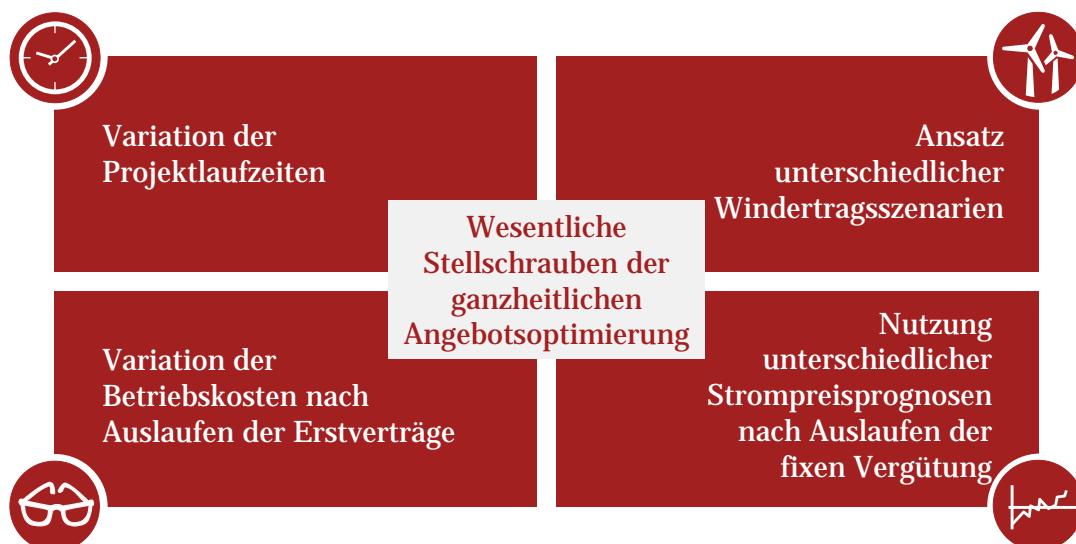 Variation der
Projektlaufzeiten
Ansatz
unterschiedlicher
Windertragsszenarien
Wesentliche
Stellschrauben der
ganzheitlichen
Angebotsoptimierung
Variation der
Betriebskosten nach
Auslaufen der Erstverträge
Nutzung
unterschiedlicher
Strompreisprognosen
nach Auslaufen der
fixen Vergütung